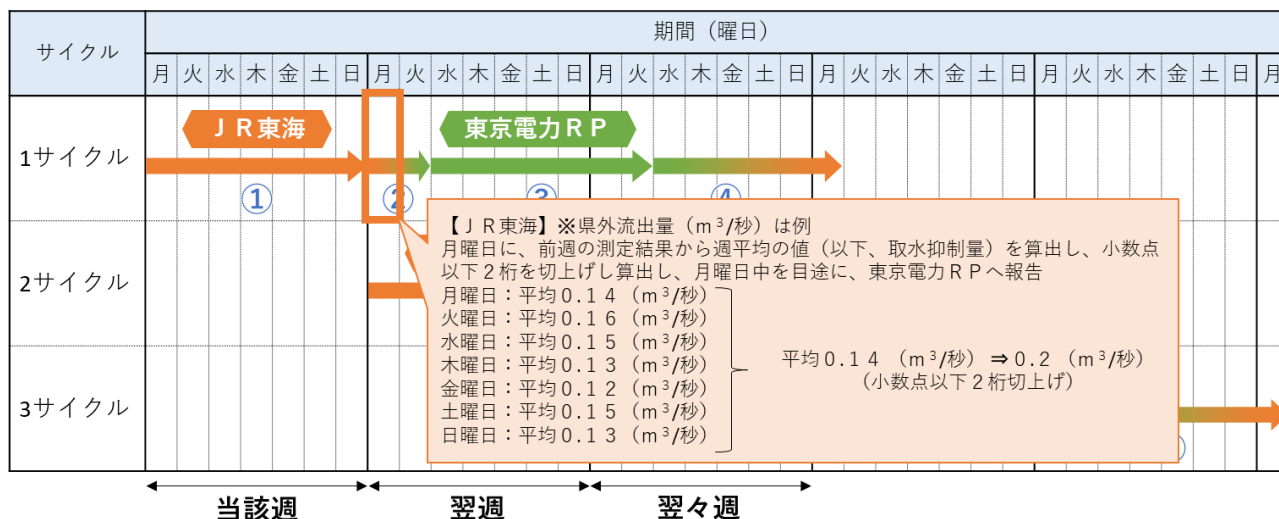 サイクル
期間（曜日）
月 火 水 木 金 土 日 月 火 水 木 金 土 日 月 火 水 木 金 土 日 月 火 水 木 金 土 日 月 火 水 木 金 土 日 月
1サイクル
ＪＲ東海
東京電力ＲＰ
① ② ③ ④
【ＪＲ東海】※県外流出量（m³/秒）は例
月曜日に、前週の測定結果から週平均の値（以下、取水抑制量）を算出し、小数点
以下２桁を切上げし算出し、月曜日中を目途に、東京電力ＲＰへ報告
月曜日：平均０.１４（m³/秒）
火曜日：平均０.１６（m³/秒）
水曜日：平均０.１５（m³/秒）
木曜日：平均０.１３（m³/秒）
金曜日：平均０.１２（m³/秒）
土曜日：平均０.１５（m³/秒）
日曜日：平均０.１３（m³/秒）
平均０.１４（m³/秒）⇒０.２（m³/秒）
（小数点以下２桁切上げ）
2サイクル
3サイクル
当該週
翌週
翌々週